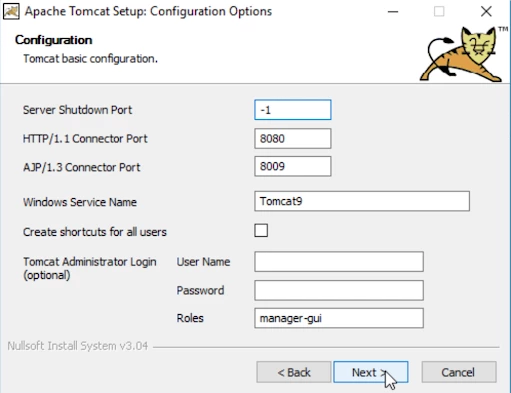 Apache Tomcat Setup: Configuration Options
Configuration
Tomcat basic configuration.
TM
Server Shutdown Port -1
HTTP/1.1 Connector Port 8080
AJP/1.3 Connector Port 8009
Windows Service Name Tomcat9
Create shortcuts for all users
Tomcat Administrator Login User Name
(optional)
Password
Roles manager-gui
Nullsoft Install System v3.04
< Back Next > Cancel